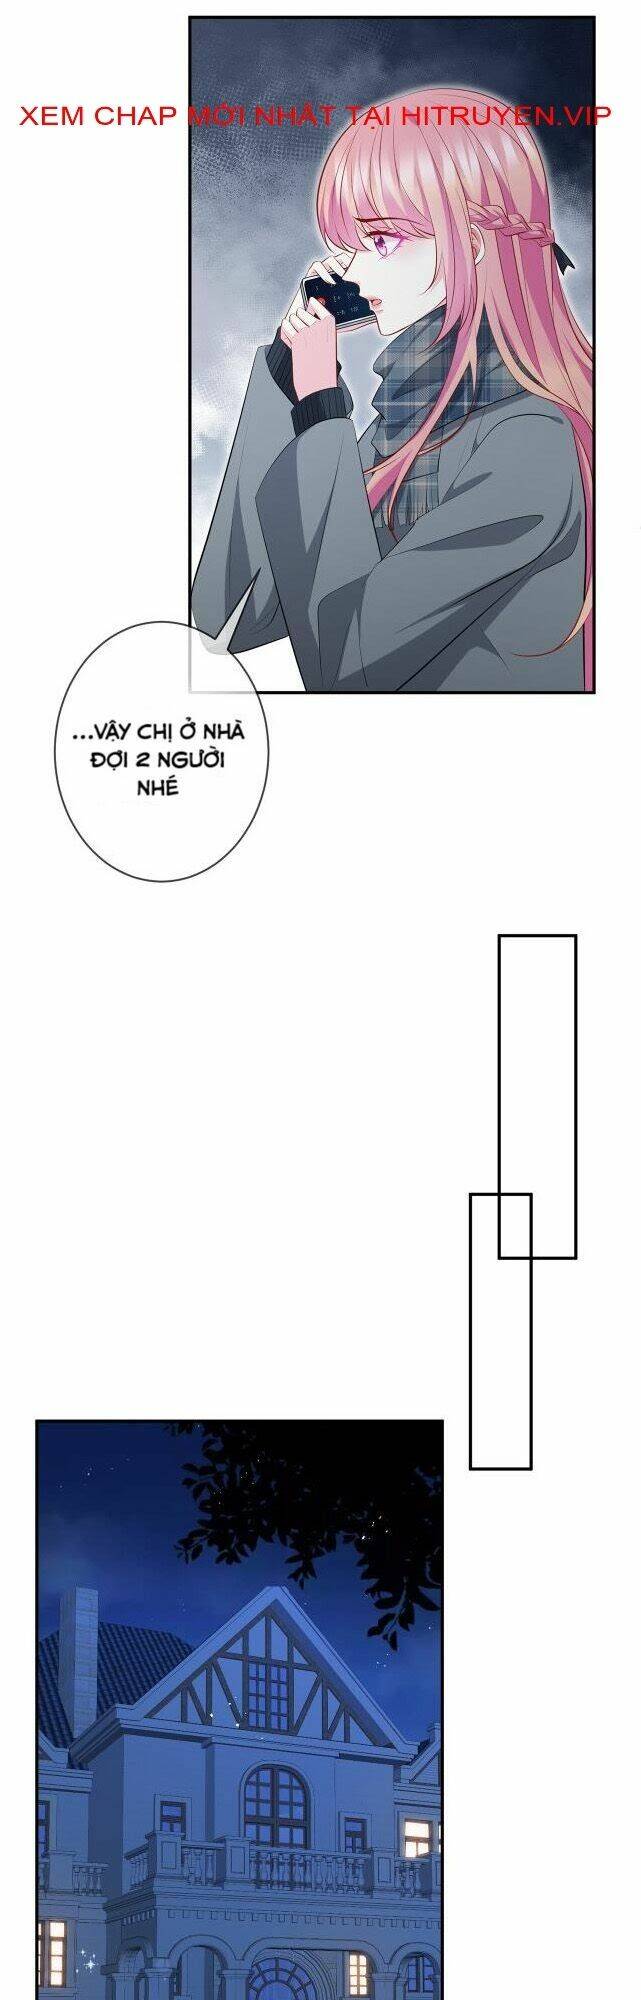 XEM CHAP MỚI NHẤT TẠI HITRUYEN.VIP
...VẬY CHỊ Ở NHÀ
ĐỢI 2 NGƯỜI
NHÉ